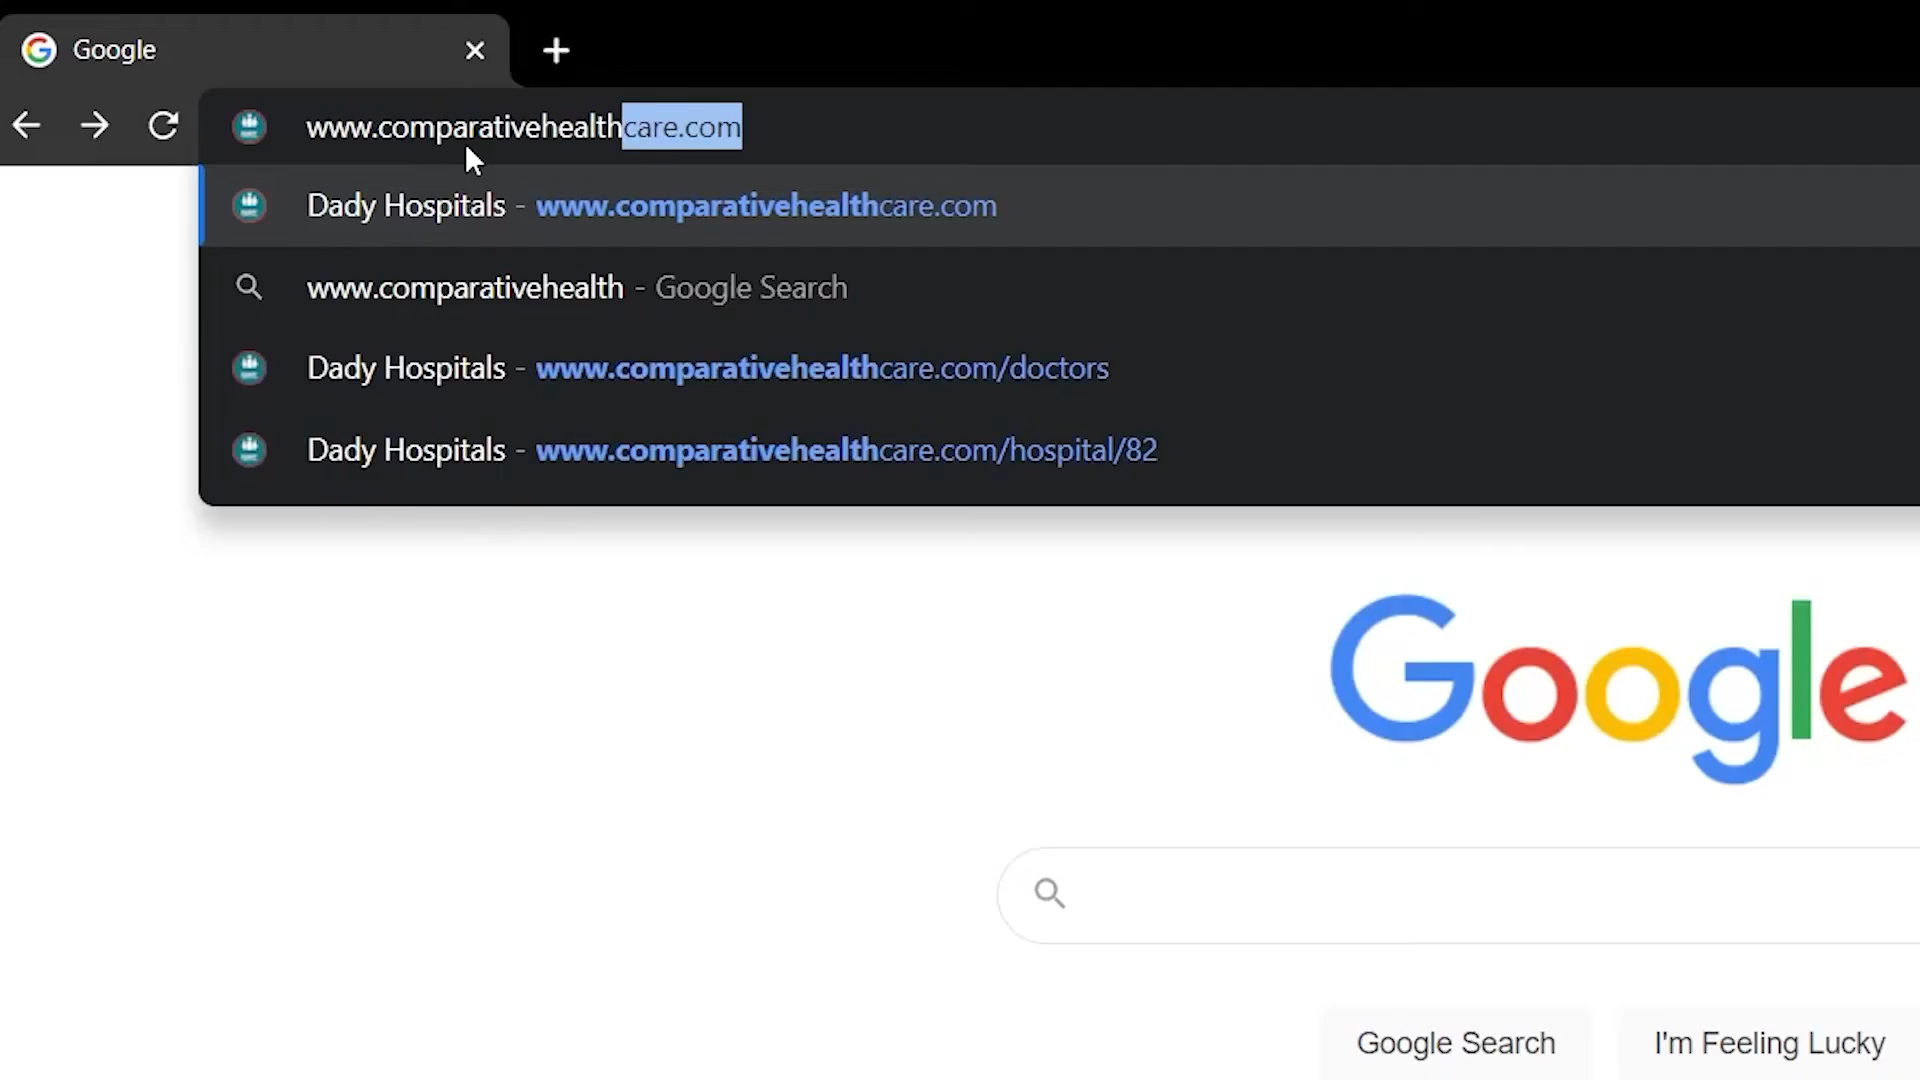 Google
www.comparativehealthcare.com
Dady Hospitals - www.comparativehealthcare.com
www.comparativehealth - Google Search
Dady Hospitals - www.comparativehealthcare.com/doctors
Dady Hospitals - www.comparativehealthcare.com/hospital/82
Google
Google Search
I'm Feeling Lucky